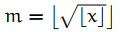 m = ⌊√⌊x⌋⌋